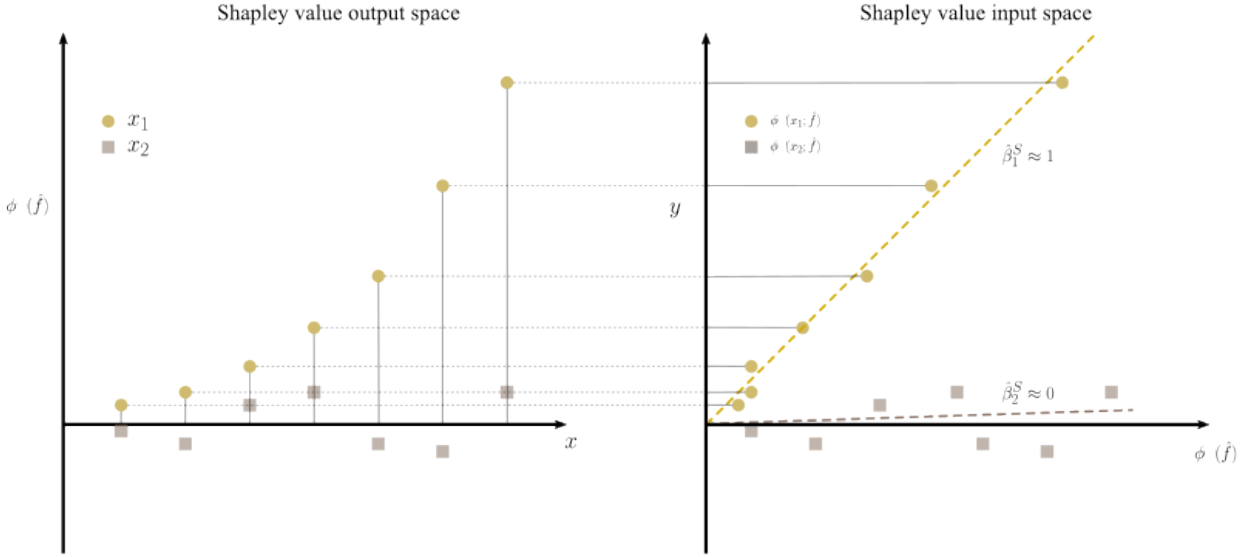 Shapley value output space
Shapley value input space
x₁
x₂
ϕ (f̂)
x
ϕ (x₁; f̂)
ϕ (x₂; f̂)
β̂₁ˢ ≈ 1
y
β̂₂ˢ ≈ 0
ϕ (f̂)